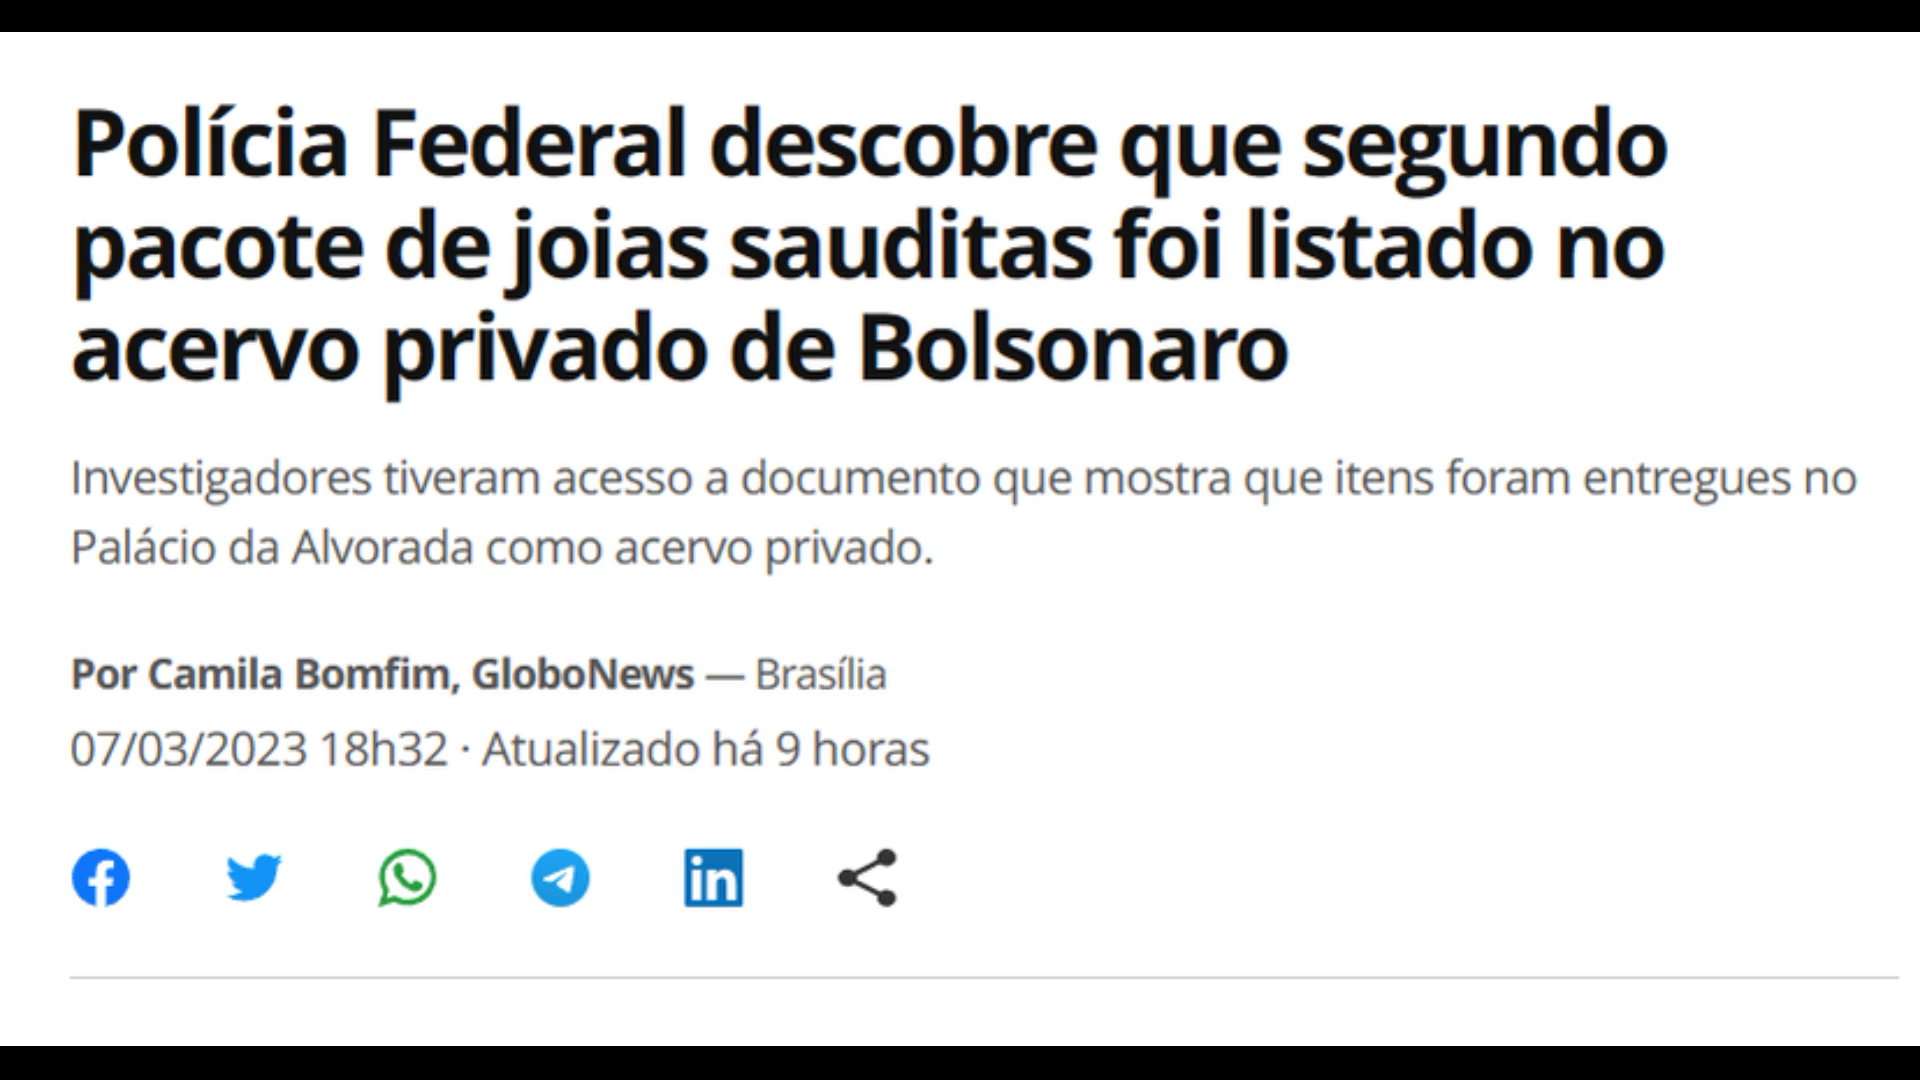 Polícia Federal descobre que segundo
pacote de joias sauditas foi listado no
acervo privado de Bolsonaro
Investigadores tiveram acesso a documento que mostra que itens foram entregues no
Palácio da Alvorada como acervo privado.
Por Camila Bomfim, GloboNews — Brasília
07/03/2023 18h32 · Atualizado há 9 horas
in